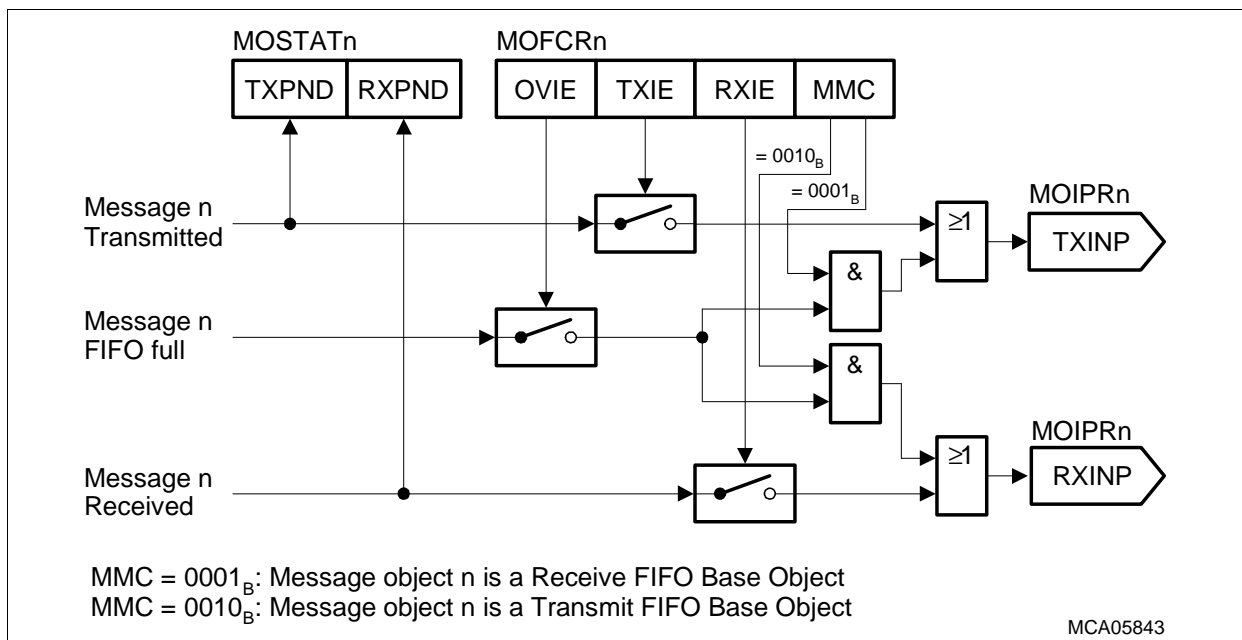 MOSTATn
MOFCRn
TXPND RXPND
OVIE TXIE RXIE MMC
= 0010B
= 0001B
Message n
Transmitted
≥1
MOIPRn
TXINP
&
Message n
FIFO full
&
MOIPRn
≥1
RXINP
Message n
Received
MMC = 0001B: Message object n is a Receive FIFO Base Object
MMC = 0010B: Message object n is a Transmit FIFO Base Object
MCA05843